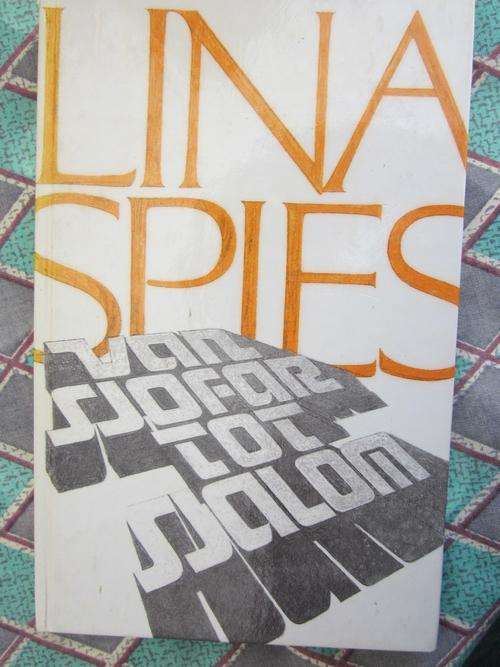 LINA
SPIES
van
sjofar
tot
sjalom